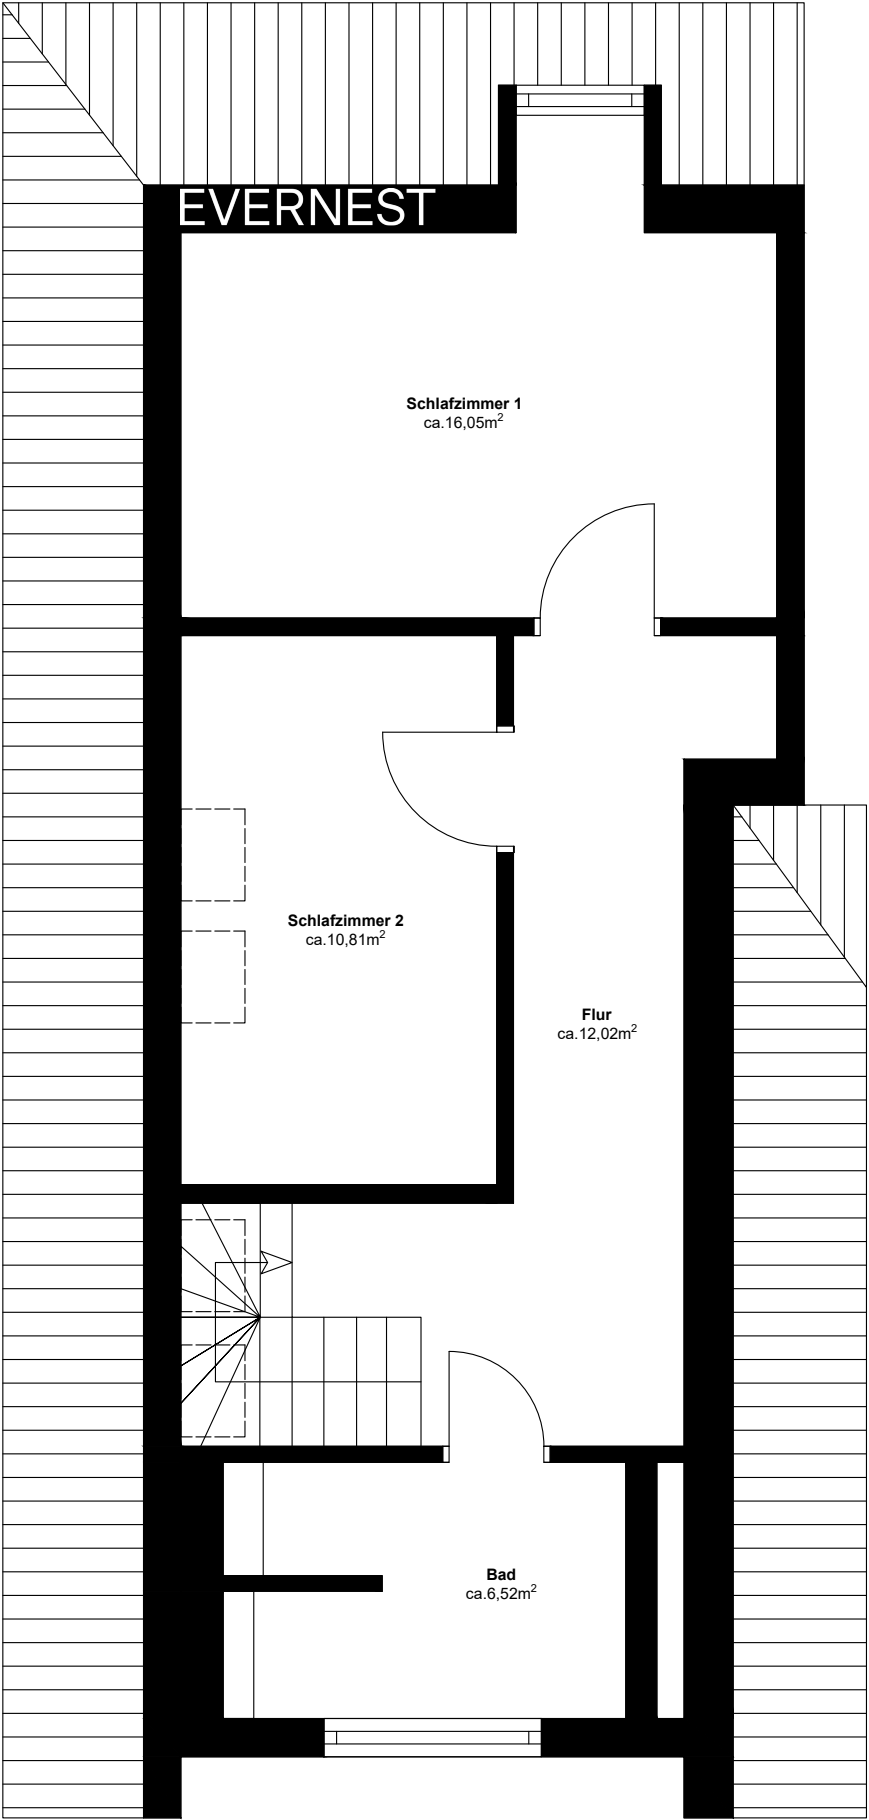 EVERNEST
Schlafzimmer 1
ca.16,05m²
Schlafzimmer 2
ca.10,81m²
Flur
ca.12,02m²
Bad
ca.6,52m²